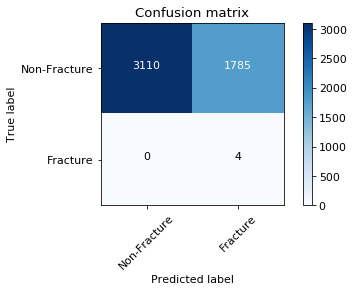 Confusion matrix
True label
Non-Fracture
3110
1785
Fracture
0
4
Non-Fracture
Fracture
Predicted label
3000
2500
2000
1500
1000
500
0